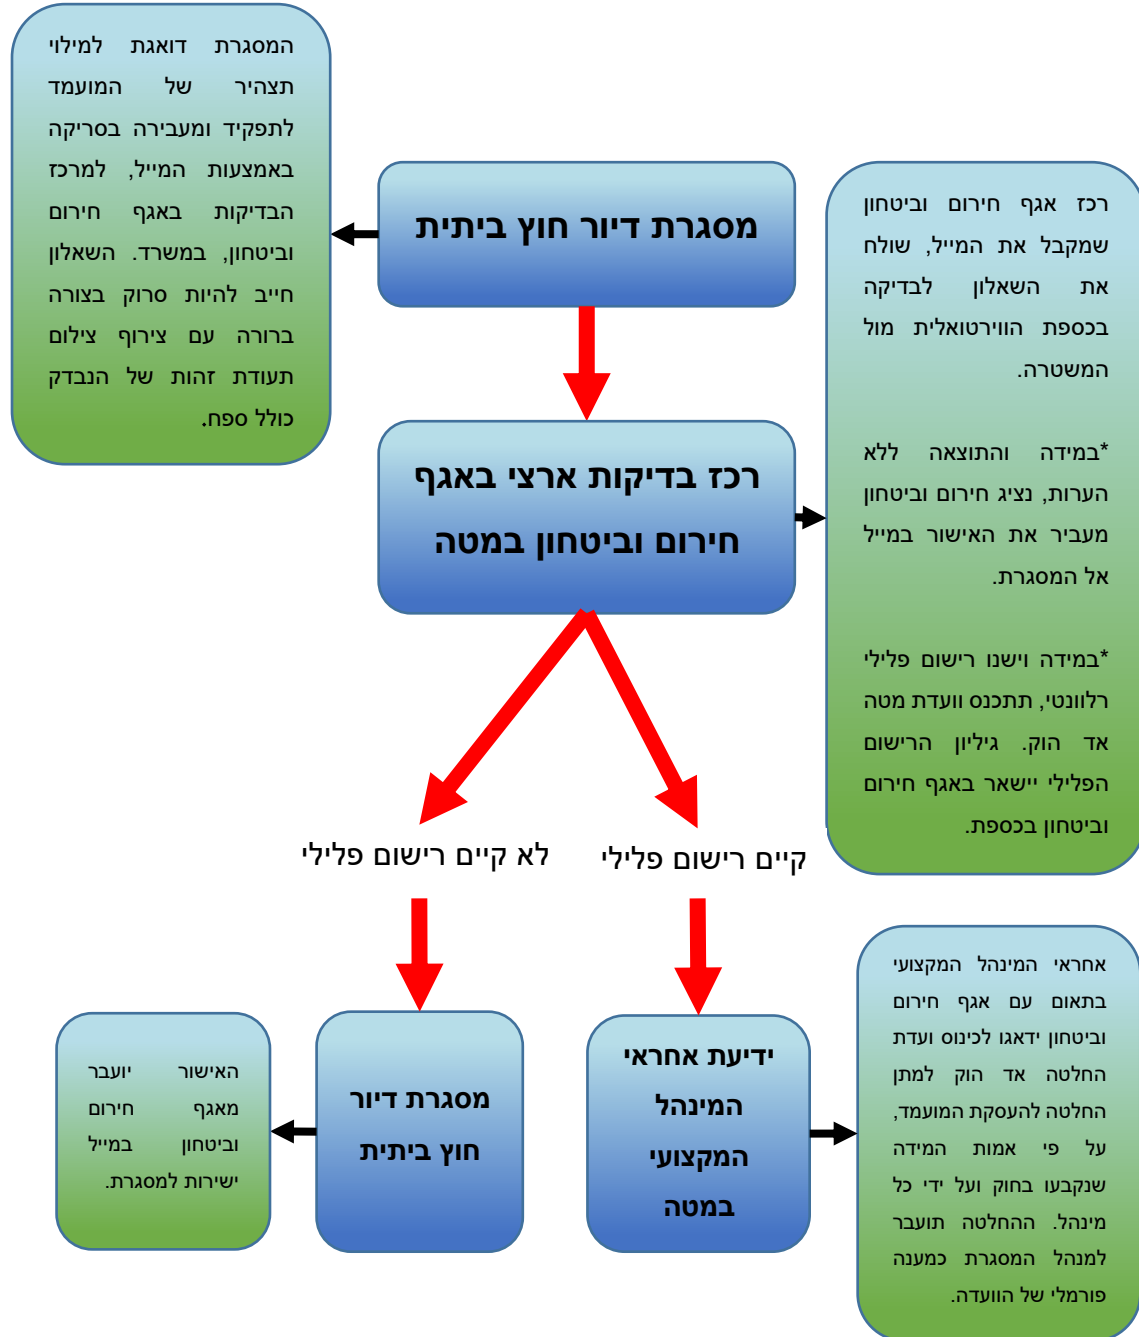 המסגרת דואגת למילוי
תצהיר של המועמד
לתפקיד ומעבירה בסריקה
באמצעות המייל, למרכז
הבדיקות באגף חירום
וביטחון, במשרד. השאלון
חייב להיות סרוק בצורה
ברורה עם צירוף צילום
תעודת זהות של הנבדק
כולל ספח.
מסגרת דיור חוץ ביתית
רכז אגף חירום וביטחון
שמקבל את המייל, שולח
את השאלון לבדיקה
בכספת הווירטואלית מול
המשטרה.
*במידה והתוצאה ללא
הערות, נציג חירום וביטחון
מעביר את האישור במייל
אל המסגרת.
*במידה וישנו רישום פלילי
רלוונטי, תתכנס וועדת מטה
אד הוק. גיליון הרישום
הפלילי יישאר באגף חירום
וביטחון בכספת.
רכז בדיקות ארצי באגף
חירום וביטחון במטה
קיים רישום פלילי
לא קיים רישום פלילי
אחראי המינהל המקצועי
בתאום עם אגף חירום
וביטחון ידאגו לכינוס ועדת
החלטה אד הוק למתן
החלטה להעסקת המועמד,
על פי אמות המידה
שנקבעו בחוק ועל ידי כל
מינהל. ההחלטה תועבר
למנהל המסגרת כמענה
פורמלי של הוועדה.
ידיעת אחראי
המינהל
המקצועי
במטה
מסגרת דיור
חוץ ביתית
האישור יועבר
מאגף חירום
וביטחון במייל
ישירות למסגרת.